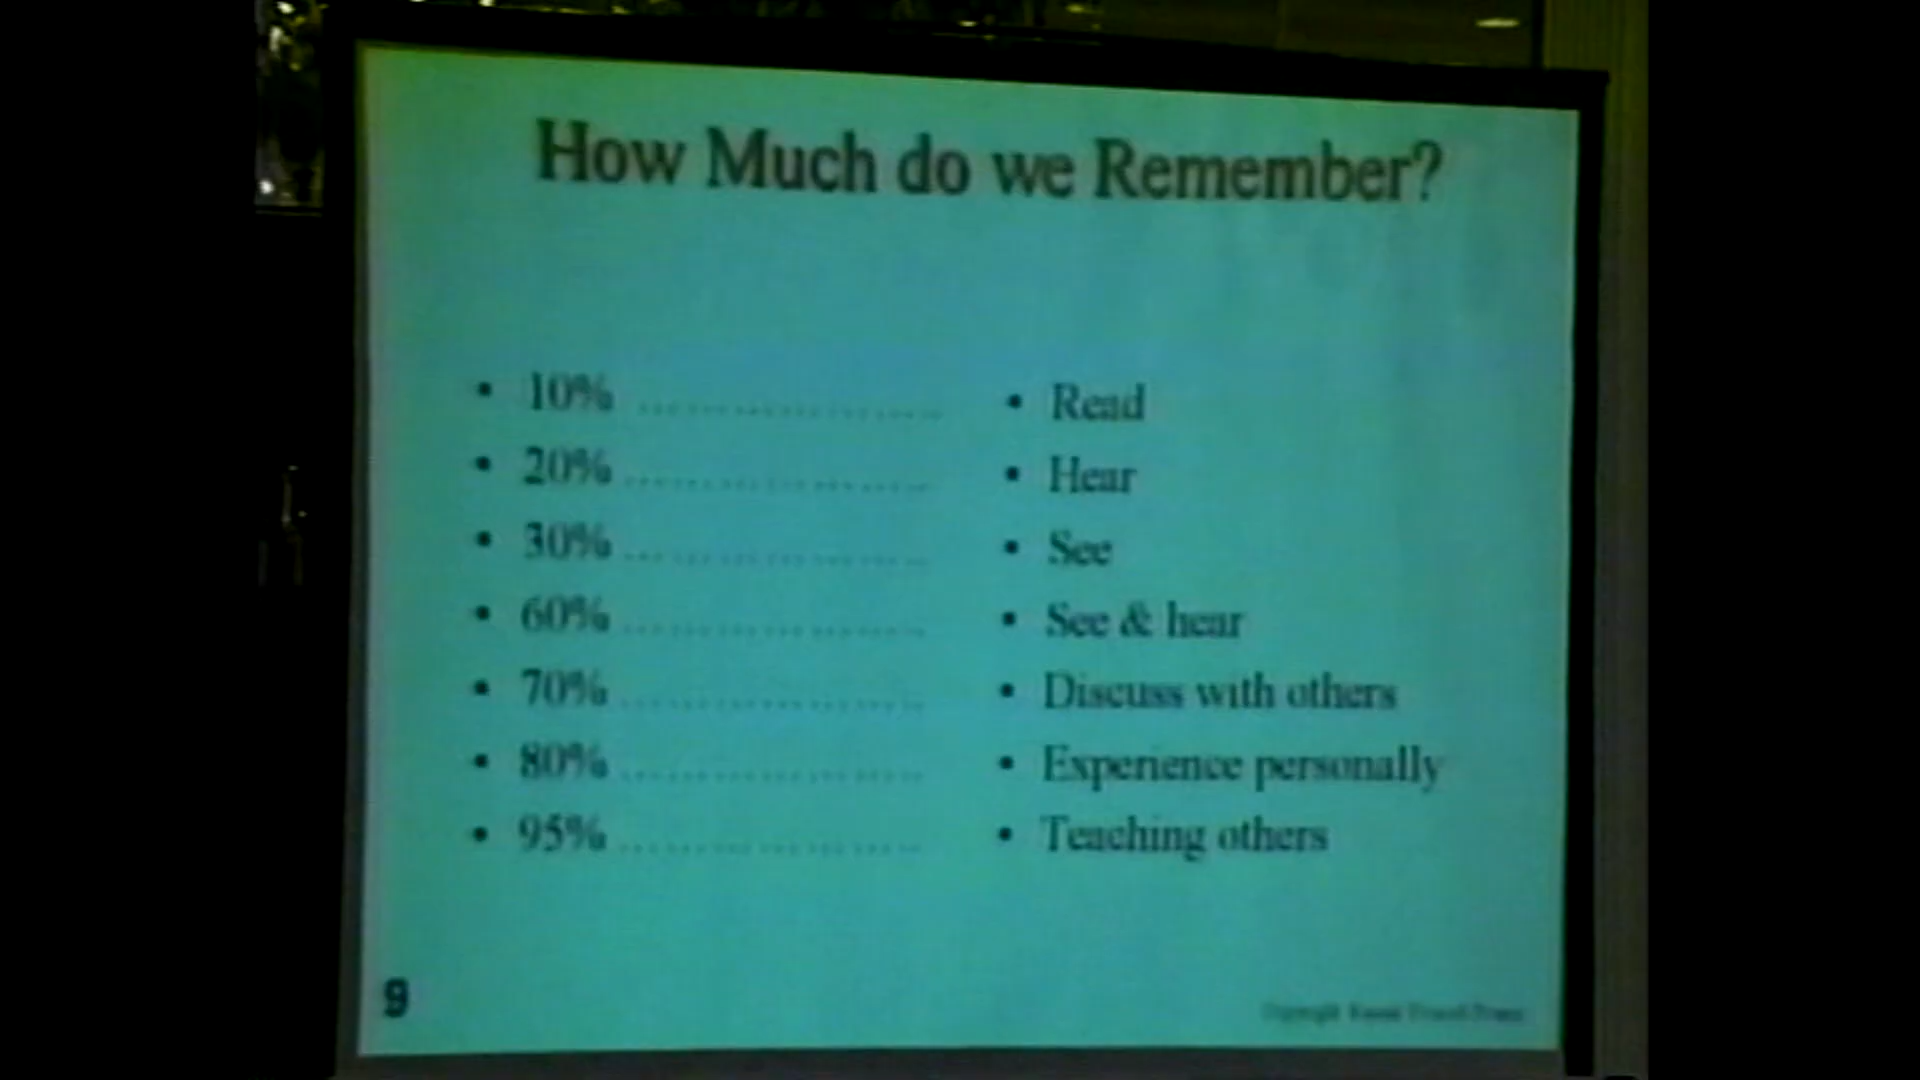 How Much do we Remember?
• 10% .................... • Read
• 20% .................... • Hear
• 30% .................... • See
• 60% .................... • See & hear
• 70% .................... • Discuss with others
• 80% .................... • Experience personally
• 95% .................... • Teaching others
9
Copyright